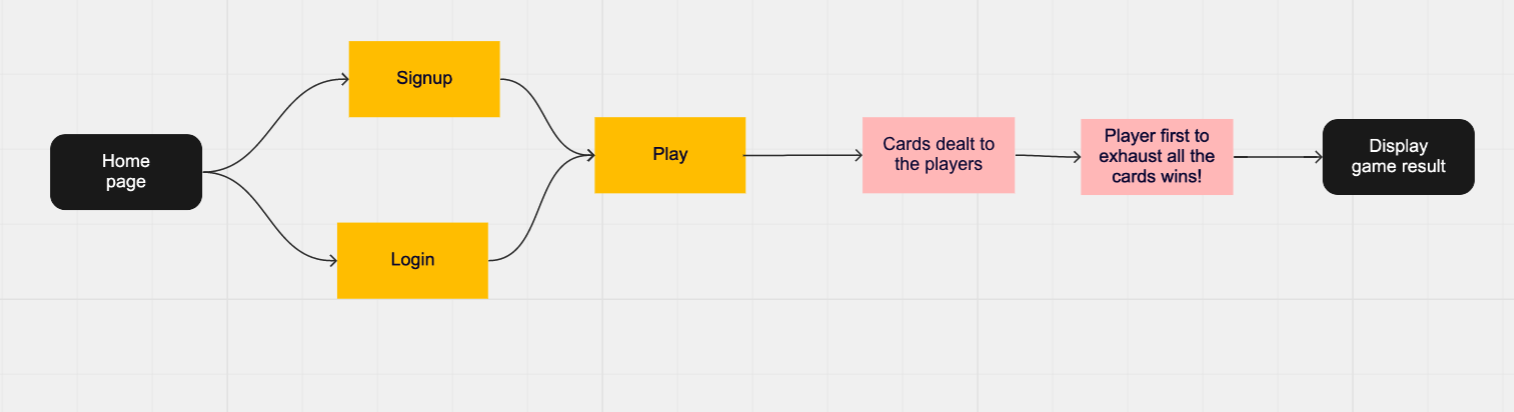 Home
page
Signup
Login
Play
Cards dealt to
the players
Player first to
exhaust all the
cards wins!
Display
game result